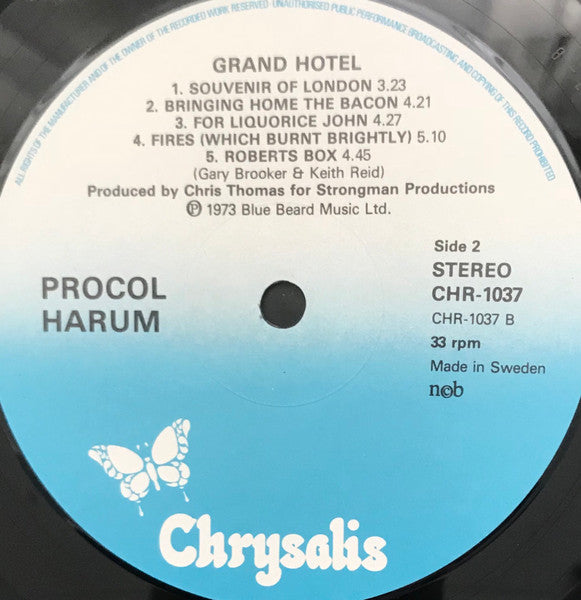 ALL RIGHTS OF THE MANUFACTURER AND OF THE OWNER OF THE RECORDED WORK RESERVED · UNAUTHORISED PUBLIC PERFORMANCE BROADCASTING AND COPYING OF THIS RECORD PROHIBITED
GRAND HOTEL
1. SOUVENIR OF LONDON 3.23
2. BRINGING HOME THE BACON 4.21
3. FOR LIQUORICE JOHN 4.27
4. FIRES (WHICH BURNT BRIGHTLY) 5.10
5. ROBERTS BOX 4.45
(Gary Brooker & Keith Reid)
Produced by Chris Thomas for Strongman Productions
℗ 1973 Blue Beard Music Ltd.
Side 2
STEREO
CHR-1037
CHR-1037 B
33 rpm
Made in Sweden
ncb
PROCOL
HARUM
Chrysalis